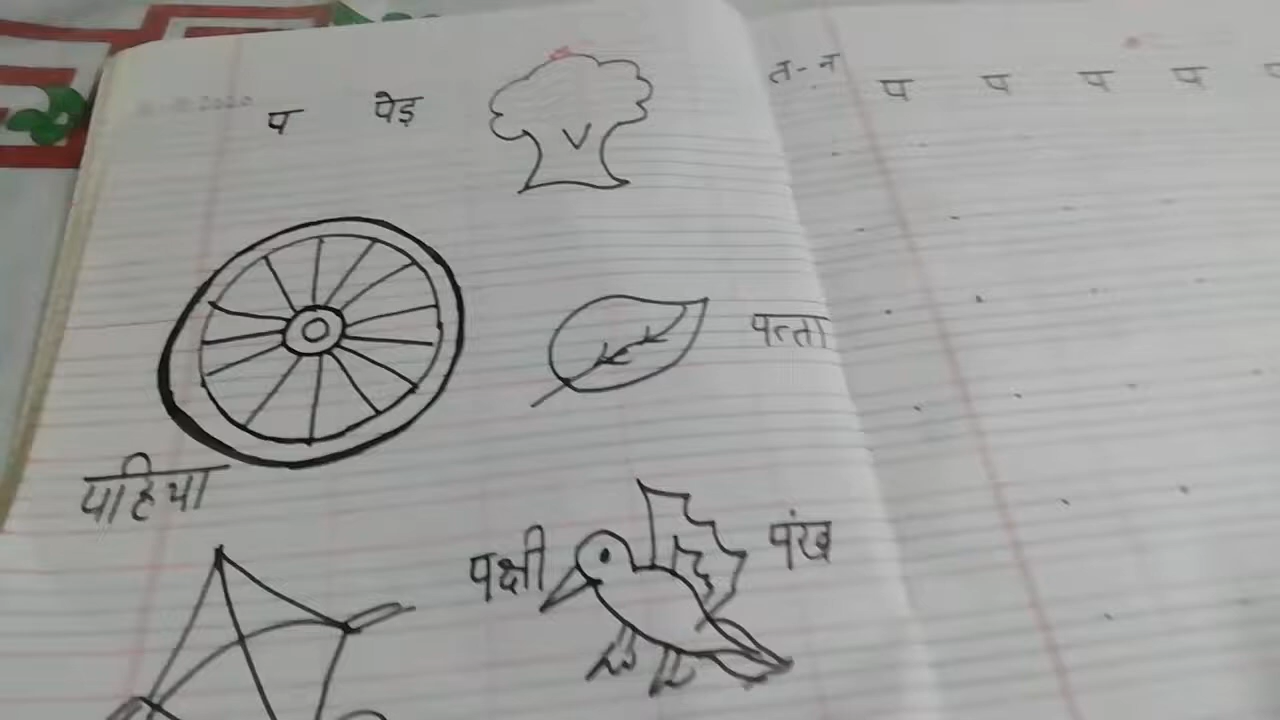 प पेड़
त-न
प प प प
पत्ता
पहिया
पक्षी पंख